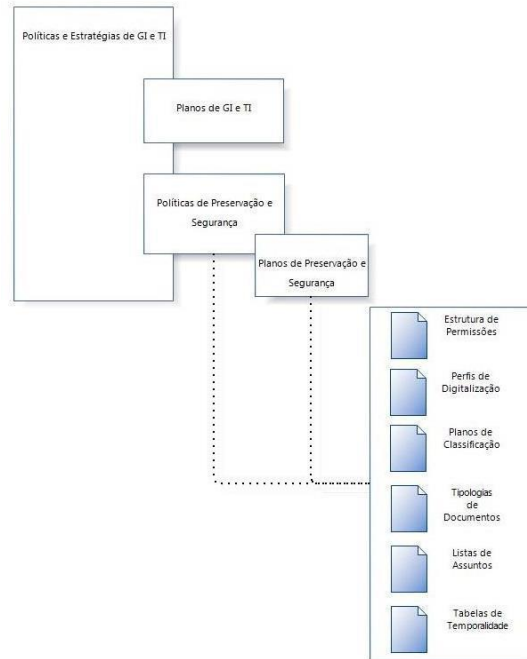 Políticas e Estratégias de GI e TI
Planos de GI e TI
Políticas de Preservação e
Segurança
Planos de Preservação e
Segurança
Estrutura de
Permissões
Perfis de
Digitalização
Planos de
Classificação
Tipologias
de
Documentos
Listas de
Assuntos
Tabelas de
Temporalidade